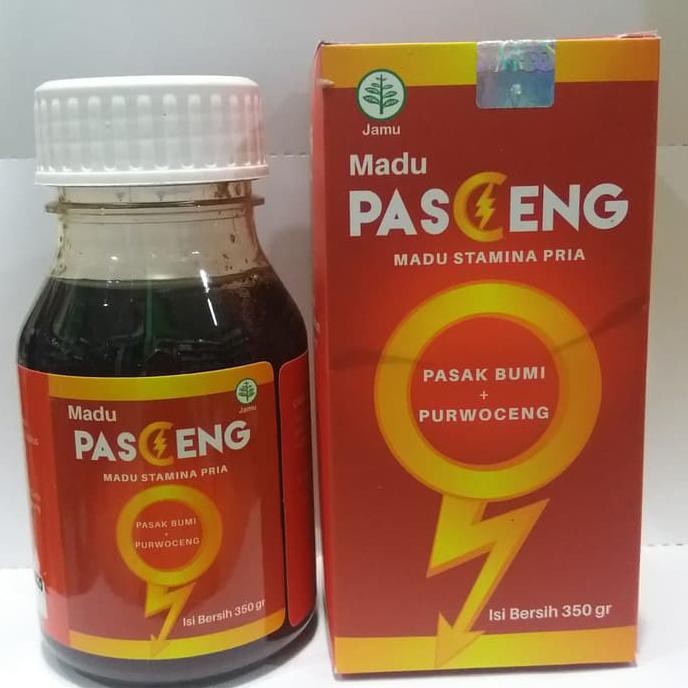 Jamu
Madu
PASCENG
MADU STAMINA PRIA
PASAK BUMI
+
PURWOCENG
Isi Bersih 350 gr
Jamu
Madu
PASCENG
MADU STAMINA PRIA
PASAK BUMI
+
PURWOCENG
Isi Bersih 350 gr